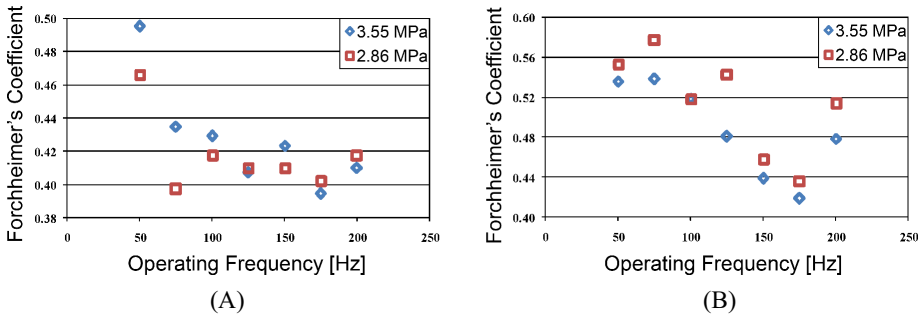 0.50
0.48
0.46
0.44
0.42
0.40
0.38
0
50
100
150
200
250
Forchheimer's Coefficient
Operating Frequency [Hz]
3.55 MPa
2.86 MPa
(A)
0.60
0.56
0.52
0.48
0.44
0.40
0
50
100
150
200
250
Forchheimer's Coefficient
Operating Frequency [Hz]
3.55 MPa
2.86 MPa
(B)